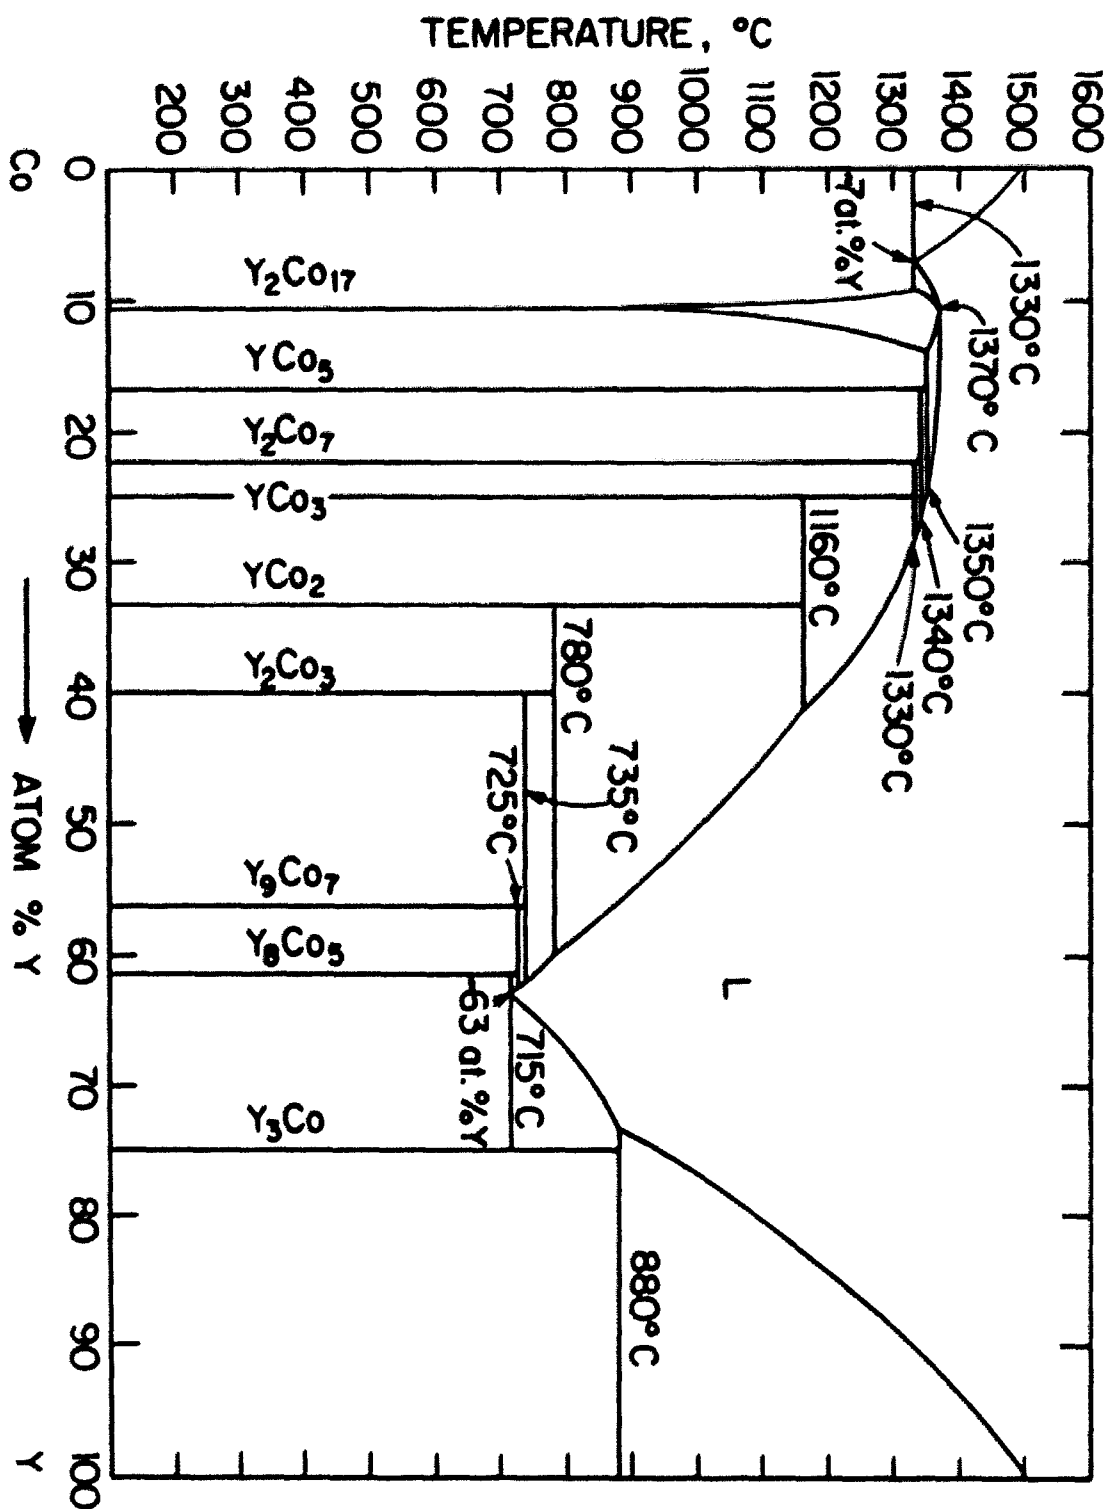 TEMPERATURE, °C
1600
1500
1400
1300
1200
1100
1000
900
800
700
600
500
400
300
200
0
10
20
30
40
50
60
70
80
90
100
Co
ATOM % Y
Y
Y₂Co₁₇
YCo₅
Y₂Co₇
YCo₃
YCo₂
Y₂Co₃
Y₉Co₇
Y₈Co₅
Y₃Co
7at.%Y
1330°C
1370°C
1350°C
1340°C
1330°C
1160°C
780°C
735°C
725°C
L
63 at.%Y
715°C
880°C